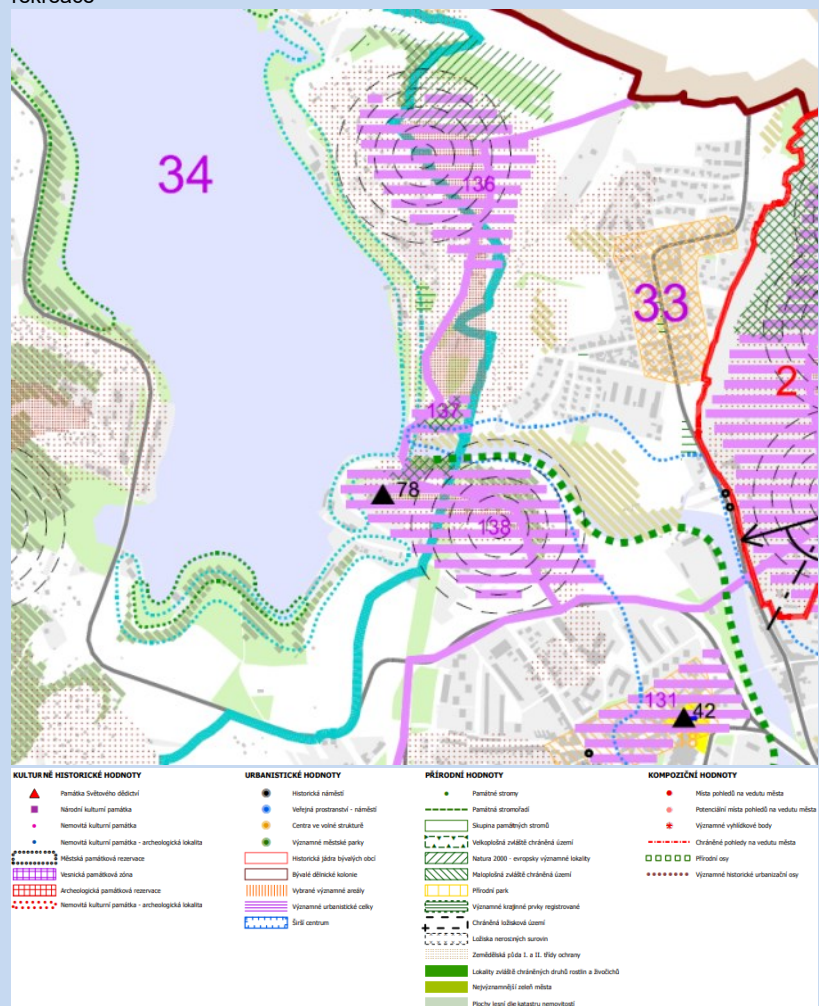 34
136
33
2
137
78
138
131
42
KULTURNĚ HISTORICKÉ HODNOTY
Památka Světového dědictví
Národní kulturní památka
Nemovitá kulturní památka
Nemovitá kulturní památka - archeologická lokalita
Městská památková rezervace
Vesnická památková zóna
Archeologická památková rezervace
Nemovitá kulturní památka - archeologická lokalita
URBANISTICKÉ HODNOTY
Historická náměstí
Veřejná prostranství - náměstí
Centra ve volné struktuře
Významné městské parky
Historická jádra bývalých obcí
Bývalé dělnické kolonie
Vybrané významné areály
Významné urbanistické celky
Širší centrum
PŘÍRODNÍ HODNOTY
Památné stromy
Památná stromořadí
Skupina památných stromů
Velkoplošná zvláště chráněná území
Natura 2000 - evropsky významné lokality
Maloplošná zvláště chráněná území
Přírodní park
Významné krajinné prvky registrované
Chráněná ložisková území
Ložiska nerostných surovin
Zemědělská půda I. a II. třídy ochrany
Lokality zvláště chráněných druhů rostlin a živočichů
Nejvýznamnější zeleň města
Plochy lesní dle katastru nemovitostí
KOMPOZIČNÍ HODNOTY
Místa pohledů na vedutu města
Potenciální místa pohledů na vedutu města
Významné vyhlídkové body
Chráněné pohledy na vedutu města
Přírodní osy
Významné historické urbanizační osy